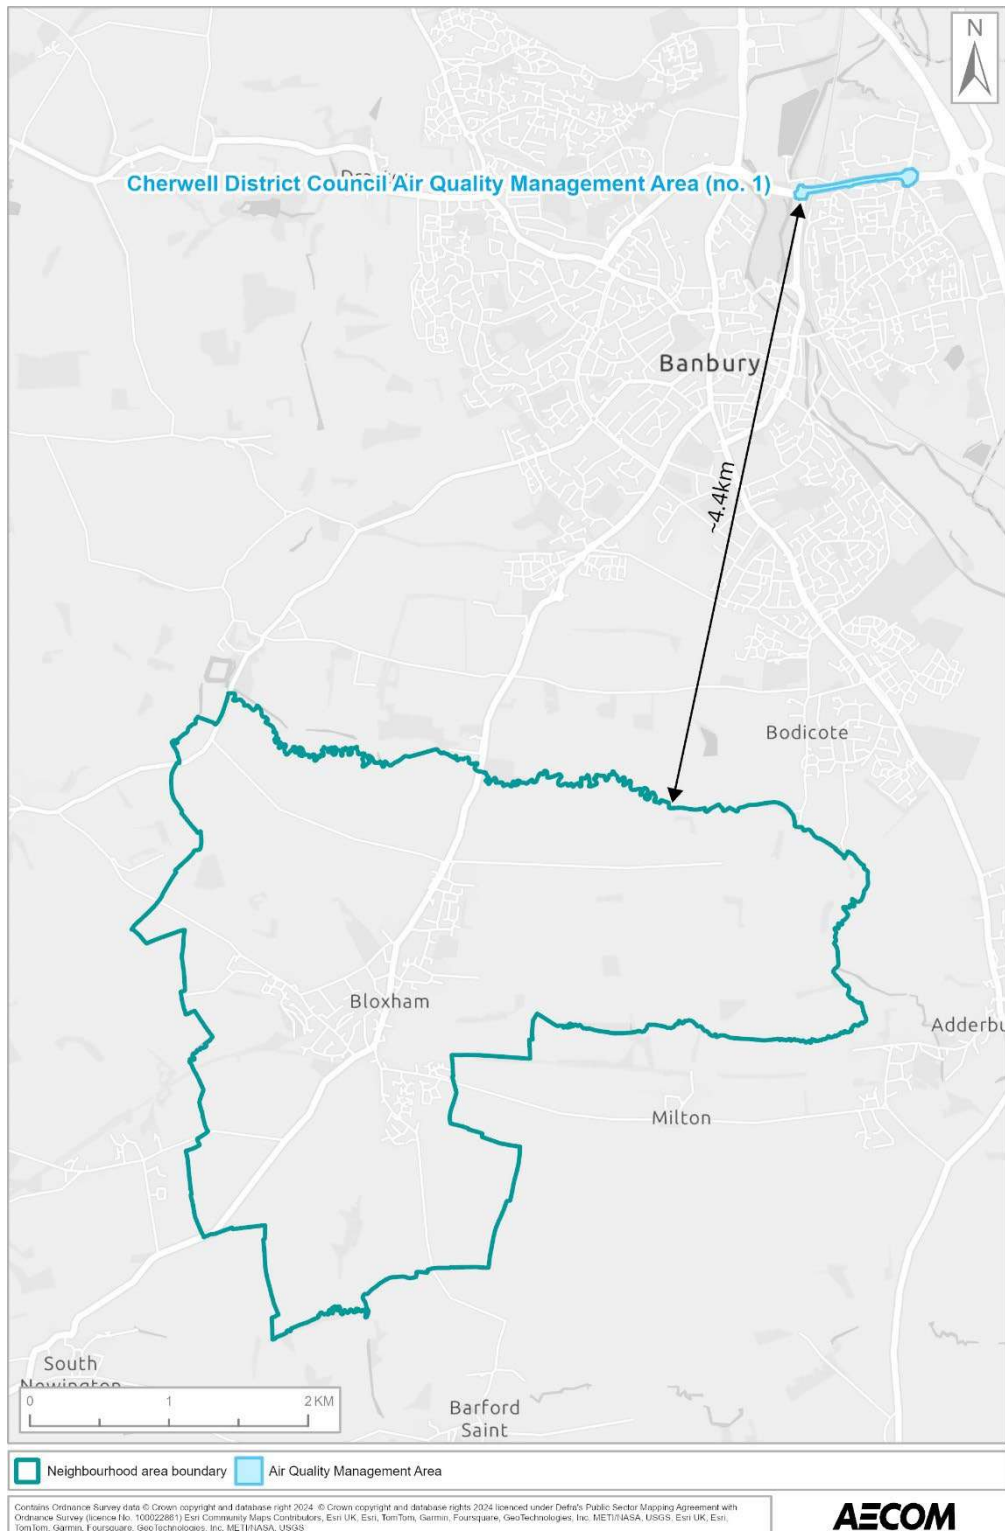 N
Cherwell District Council Air Quality Management Area (no. 1)
Banbury
~4.4km
Bodicote
Bloxham
Adderbu
Milton
South
Newington
Barford
Saint
0 1 2 KM
Neighbourhood area boundary Air Quality Management Area
Contains Ordnance Survey data © Crown copyright and database right 2024. © Crown copyright and database rights 2024 licenced under Defra's Public Sector Mapping Agreement with
Ordnance Survey (licence No. 100022861) Esri Community Maps Contributors, Esri UK, Esri, TomTom, Garmin, Foursquare, GeoTechnologies, Inc, METI/NASA, USGS, Esri UK, Esri,
TomTom, Garmin, Foursquare, GeoTechnologies, Inc, METI/NASA, USGS
AECOM